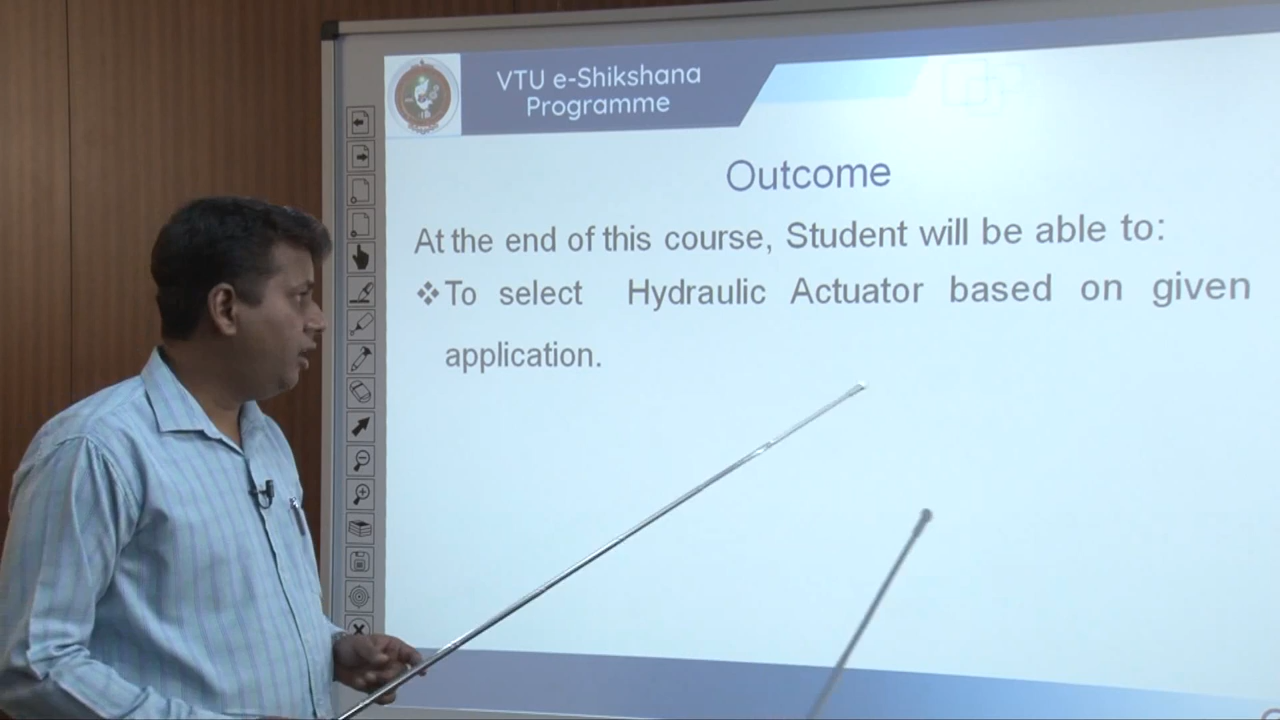 VTU e-Shikshana
Programme
Outcome
At the end of this course, Student will be able to:
❖To select Hydraulic Actuator based on given
application.